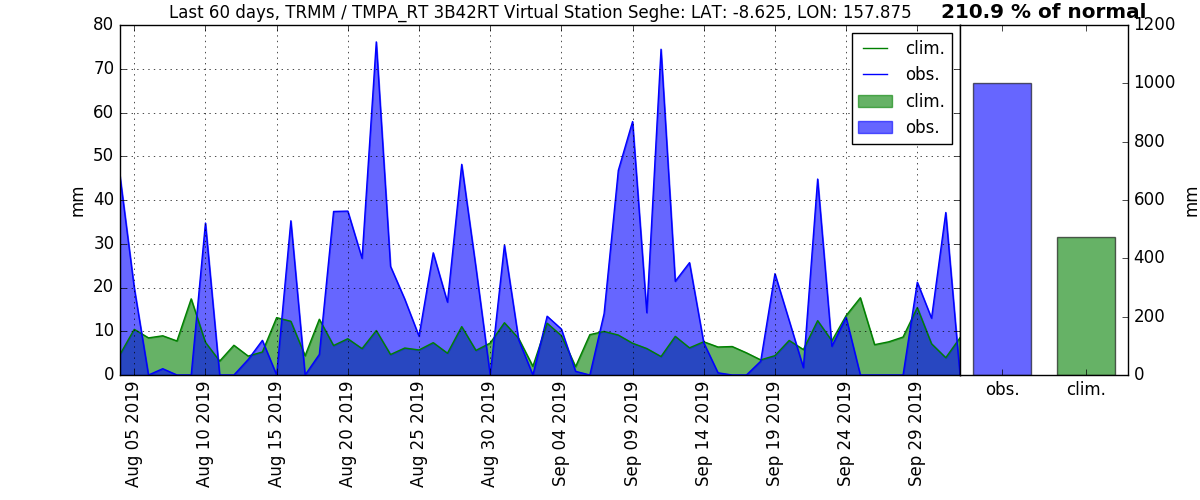 Last 60 days, TRMM / TMPA_RT 3B42RT Virtual Station Seghe: LAT: -8.625, LON: 157.875
210.9 % of normal
80
70
60
50
40
30
20
10
0
mm
clim.
obs.
clim.
obs.
Aug 05 2019
Aug 10 2019
Aug 15 2019
Aug 20 2019
Aug 25 2019
Aug 30 2019
Sep 04 2019
Sep 09 2019
Sep 14 2019
Sep 19 2019
Sep 24 2019
Sep 29 2019
1200
1000
800
600
400
200
0
mm
obs.
clim.